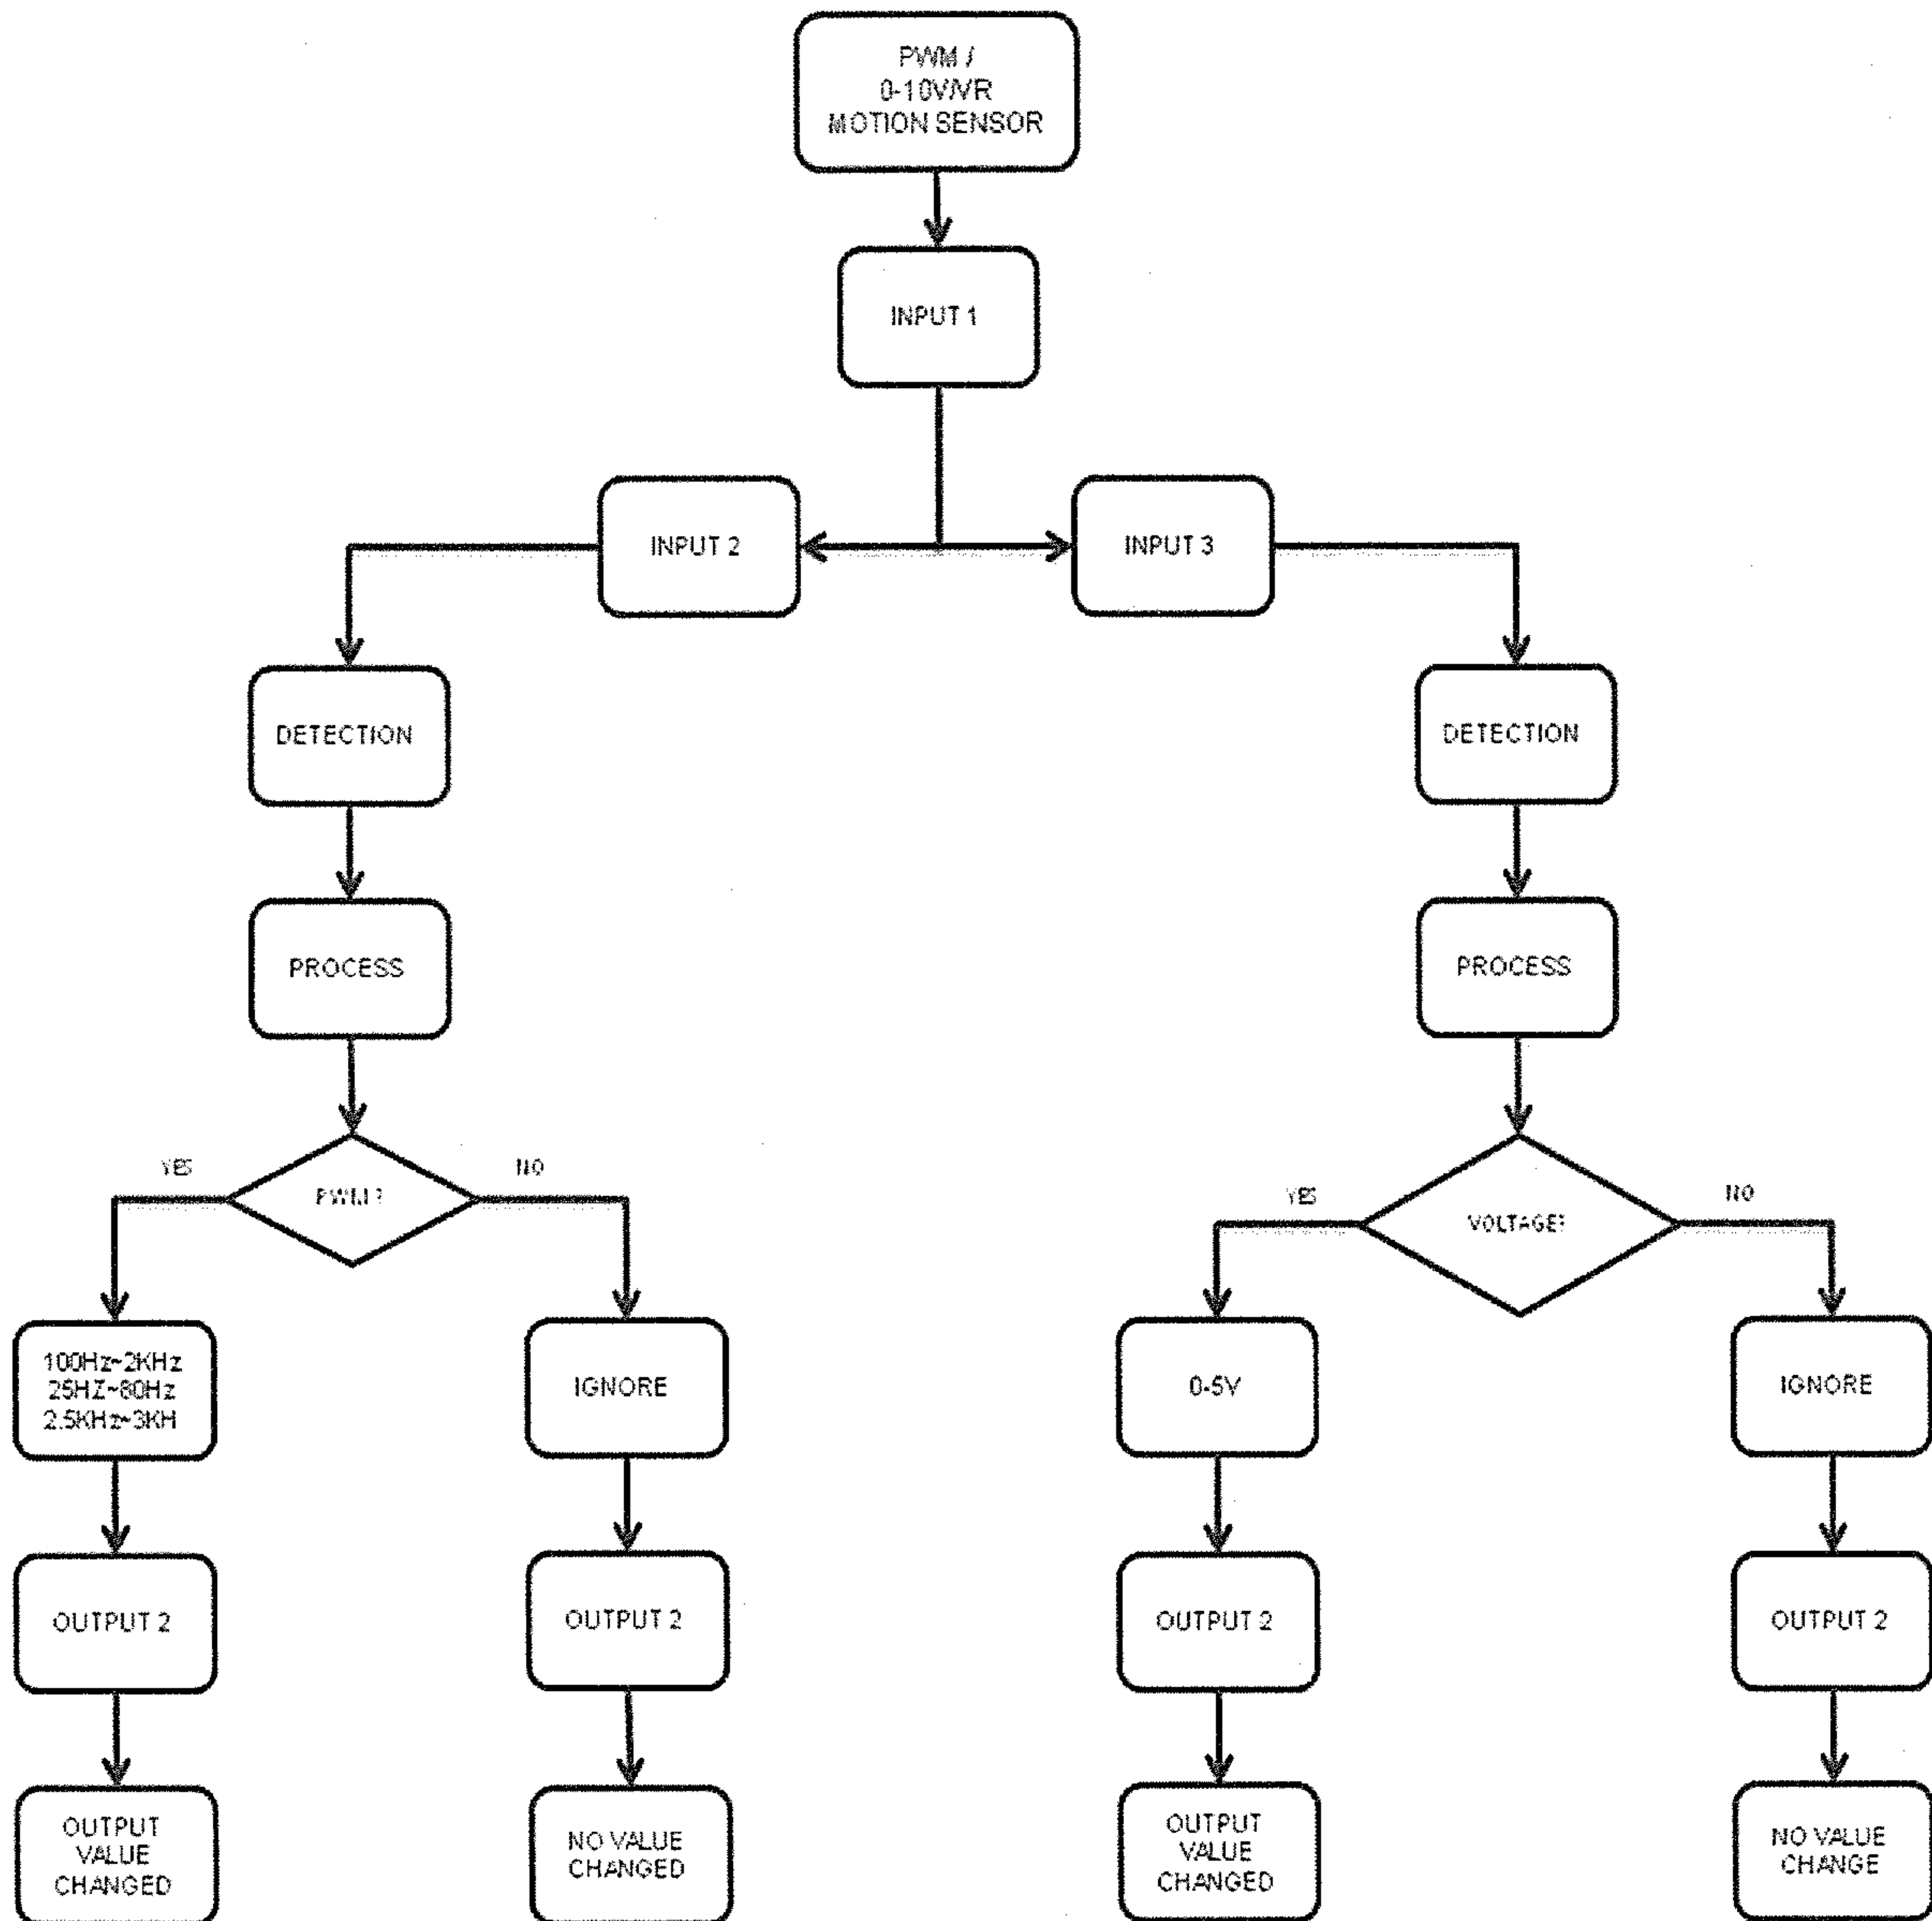 PWM /
0-10V/VR
MOTION SENSOR
INPUT 1
INPUT 2
INPUT 3
DETECTION
DETECTION
PROCESS
PROCESS
YES
PWM?
NO
YES
VOLTAGE?
NO
100Hz~2KHz
25HZ~80Hz
2.5KHz~3KH
IGNORE
0-5V
IGNORE
OUTPUT 2
OUTPUT 2
OUTPUT 2
OUTPUT 2
OUTPUT
VALUE
CHANGED
NO VALUE
CHANGED
OUTPUT
VALUE
CHANGED
NO VALUE
CHANGE